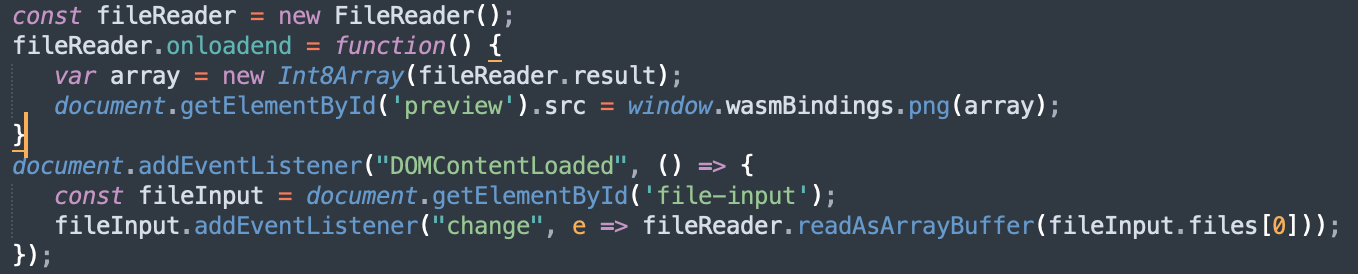 const fileReader = new FileReader();
fileReader.onloadend = function() {
   var array = new Int8Array(fileReader.result);
   document.getElementById('preview').src = window.wasmBindings.png(array);
}
document.addEventListener("DOMContentLoaded", () => {
   const fileInput = document.getElementById('file-input');
   fileInput.addEventListener("change", e => fileReader.readAsArrayBuffer(fileInput.files[0]));
});